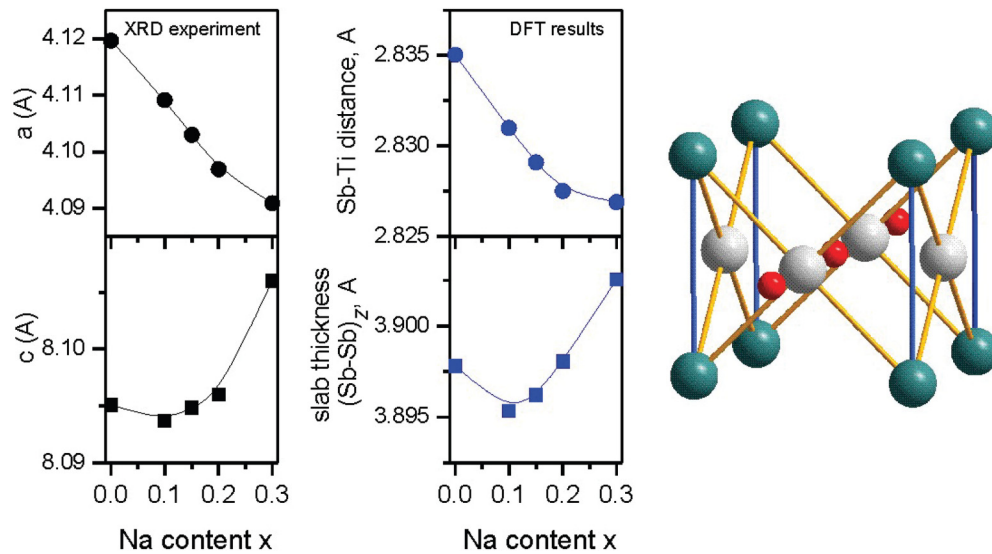 XRD experiment
4.12
4.11
4.10
4.09
a (A)
8.10
8.09
c (A)
0.0 0.1 0.2 0.3
Na content x
DFT results
2.835
2.830
2.825
Sb-Ti distance, A
3.900
3.895
slab thickness
(Sb-Sb)z, A
0.0 0.1 0.2 0.3
Na content x